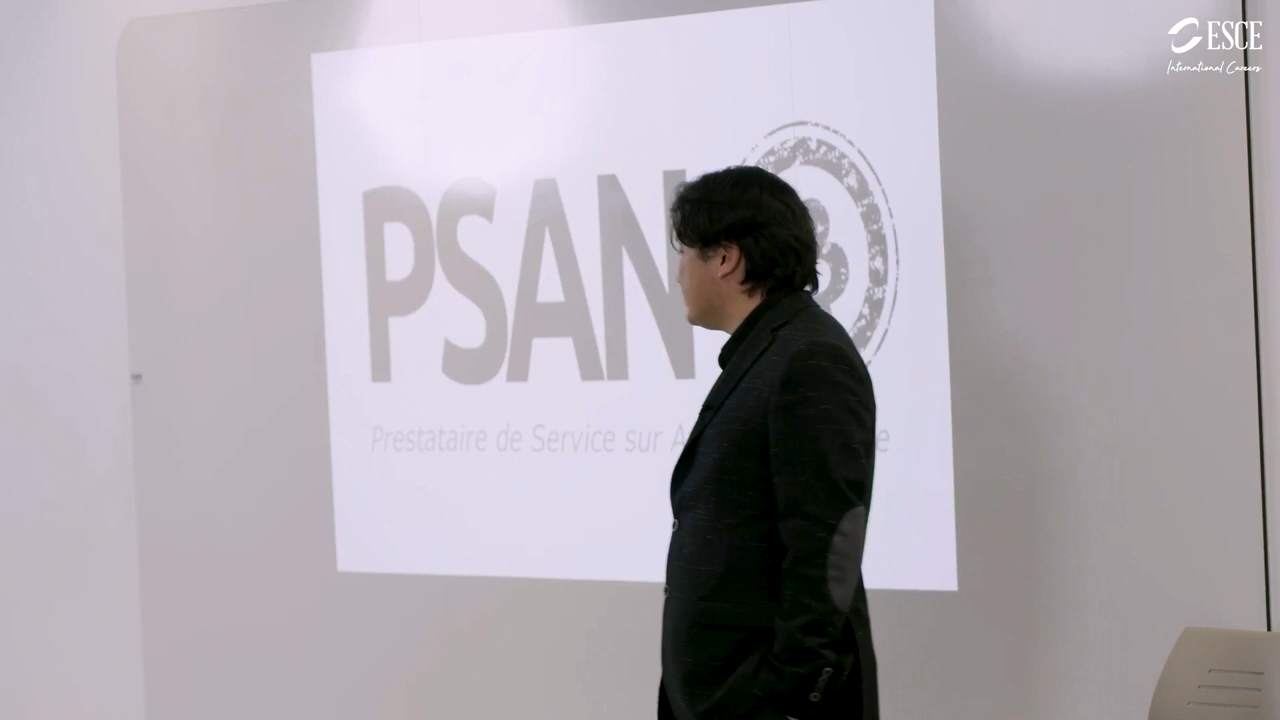 ESCE
International Careers
PSAN
Prestataire de Service sur